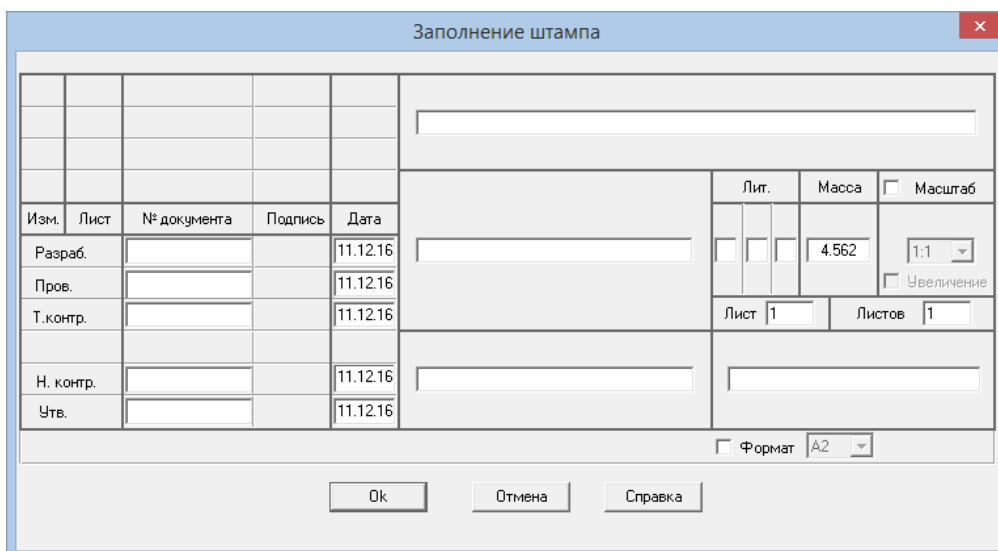 Заполнение штампа
Лит. Масса Масштаб
Изм. Лист № документа Подпись Дата
Разраб. 11.12.16 4.562 1:1
Пров. 11.12.16 Увеличение
Т.контр. 11.12.16 Лист 1 Листов 1
Н. контр. 11.12.16
Утв. 11.12.16
Формат A2
Ok Отмена Справка